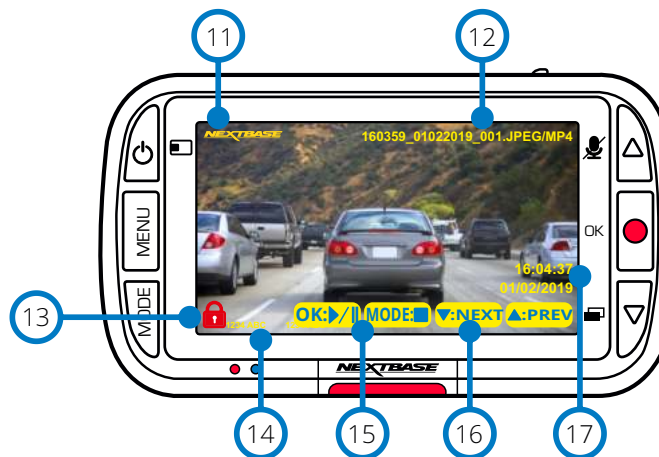 11
12
NEXTBASE
160359_01022019_001.JPEG/MP4
MENU
OK
MODE
16:04:37
01/02/2019
13
OK:▶/II MODE:■ ▼:NEXT ▲:PREV
NEXTBASE
14
15
16
17